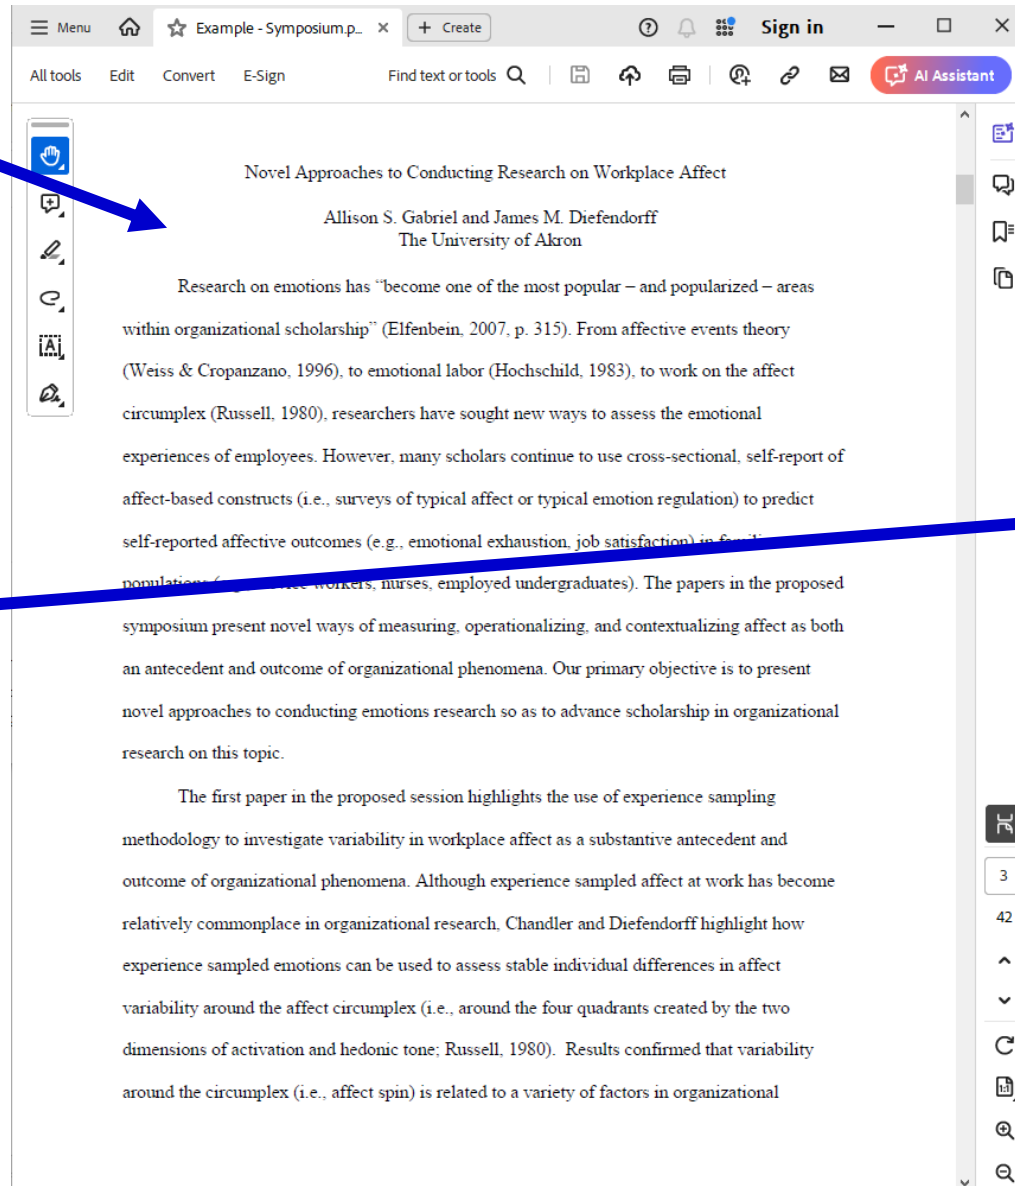 Menu
Example - Symposium.p...
Create
Sign in
All tools Edit Convert E-Sign Find text or tools AI Assistant
Novel Approaches to Conducting Research on Workplace Affect
Allison S. Gabriel and James M. Diefendorff
The University of Akron
Research on emotions has “become one of the most popular – and popularized – areas
within organizational scholarship” (Elfenbein, 2007, p. 315). From affective events theory
(Weiss & Cropanzano, 1996), to emotional labor (Hochschild, 1983), to work on the affect
circumplex (Russell, 1980), researchers have sought new ways to assess the emotional
experiences of employees. However, many scholars continue to use cross-sectional, self-report of
affect-based constructs (i.e., surveys of typical affect or typical emotion regulation) to predict
self-reported affective outcomes (e.g., emotional exhaustion, job satisfaction) in
populations workers, nurses, employed undergraduates). The papers in the proposed
symposium present novel ways of measuring, operationalizing, and contextualizing affect as both
an antecedent and outcome of organizational phenomena. Our primary objective is to present
novel approaches to conducting emotions research so as to advance scholarship in organizational
research on this topic.
The first paper in the proposed session highlights the use of experience sampling
methodology to investigate variability in workplace affect as a substantive antecedent and
outcome of organizational phenomena. Although experience sampled affect at work has become
relatively commonplace in organizational research, Chandler and Diefendorff highlight how
experience sampled emotions can be used to assess stable individual differences in affect
variability around the affect circumplex (i.e., around the four quadrants created by the two
dimensions of activation and hedonic tone; Russell, 1980). Results confirmed that variability
around the circumplex (i.e., affect spin) is related to a variety of factors in organizational
3
42